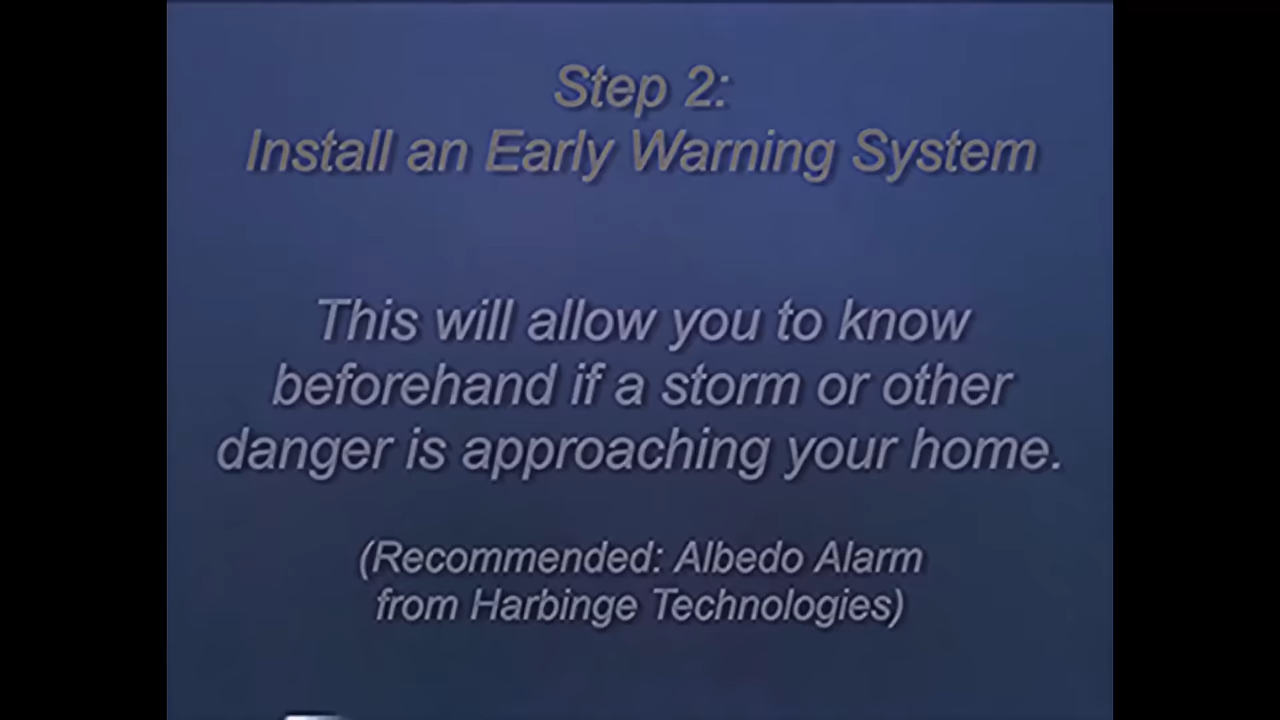 Step 2:
Install an Early Warning System
This will allow you to know
beforehand if a storm or other
danger is approaching your home.
(Recommended: Albedo Alarm
from Harbinge Technologies)